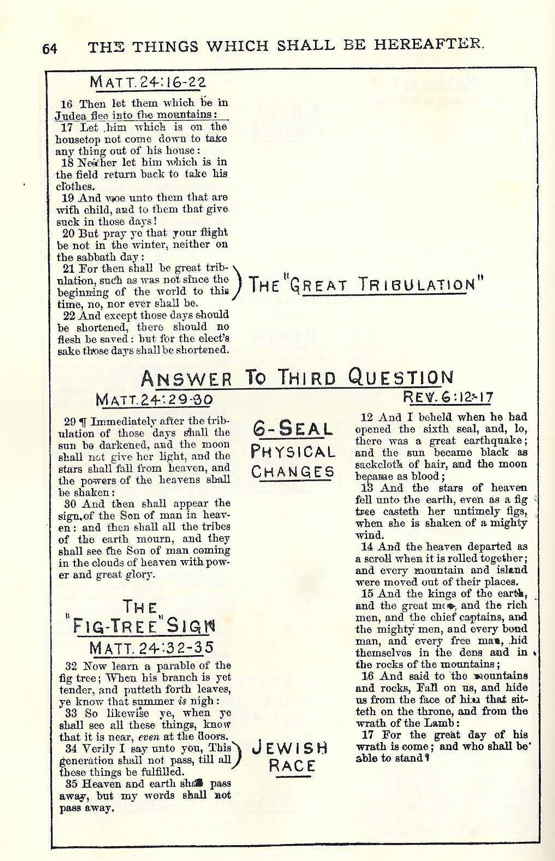 64 THE THINGS WHICH SHALL BE HEREAFTER.
MATT. 24:16-22
16 Then let them which be in
Judea flee into the mountains:
17 Let him which is on the
housetop not come down to take
any thing out of his house:
18 Neither let him which is in
the field return back to take his
clothes.
19 And woe unto them that are
with child, and to them that give
suck in those days!
20 But pray ye that your flight
be not in the winter, neither on
the sabbath day:
21 For then shall be great trib-
ulation, such as was not since the
beginning of the world to this
time, no, nor ever shall be.
22 And except those days should
be shortened, there should no
flesh be saved: but for the elect's
sake those days shall be shortened.
THE "GREAT TRIBULATION"
ANSWER TO THIRD QUESTION
MATT. 24:29-30
29 ¶ Immediately after the trib-
ulation of those days shall the
sun be darkened, and the moon
shall not give her light, and the
stars shall fall from heaven, and
the powers of the heavens shall
be shaken:
30 And then shall appear the
sign of the Son of man in heav-
en: and then shall all the tribes
of the earth mourn, and they
shall see the Son of man coming
in the clouds of heaven with pow-
er and great glory.
THE
"FIG-TREE" SIGN
MATT. 24:32-35
32 Now learn a parable of the
fig tree; When his branch is yet
tender, and putteth forth leaves,
ye know that summer is nigh:
33 So likewise ye, when ye
shall see all these things, know
that it is near, even at the doors.
34 Verily I say unto you, This
generation shall not pass, till all
these things be fulfilled.
35 Heaven and earth shall pass
away, but my words shall not
pass away.
6-SEAL
PHYSICAL
CHANGES
JEWISH
RACE
REV. 6:12-17
12 And I beheld when he had
opened the sixth seal, and, lo,
there was a great earthquake;
and the sun became black as
sackcloth of hair, and the moon
became as blood;
13 And the stars of heaven
fell unto the earth, even as a fig
tree casteth her untimely figs,
when she is shaken of a mighty
wind.
14 And the heaven departed as
a scroll when it is rolled together;
and every mountain and island
were moved out of their places.
15 And the kings of the earth,
and the great men, and the rich
men, and the chief captains, and
the mighty men, and every bond
man, and every free man, hid
themselves in the dens and in
the rocks of the mountains;
16 And said to the mountains
and rocks, Fall on us, and hide
us from the face of him that sit-
teth on the throne, and from the
wrath of the Lamb:
17 For the great day of his
wrath is come; and who shall be
able to stand?